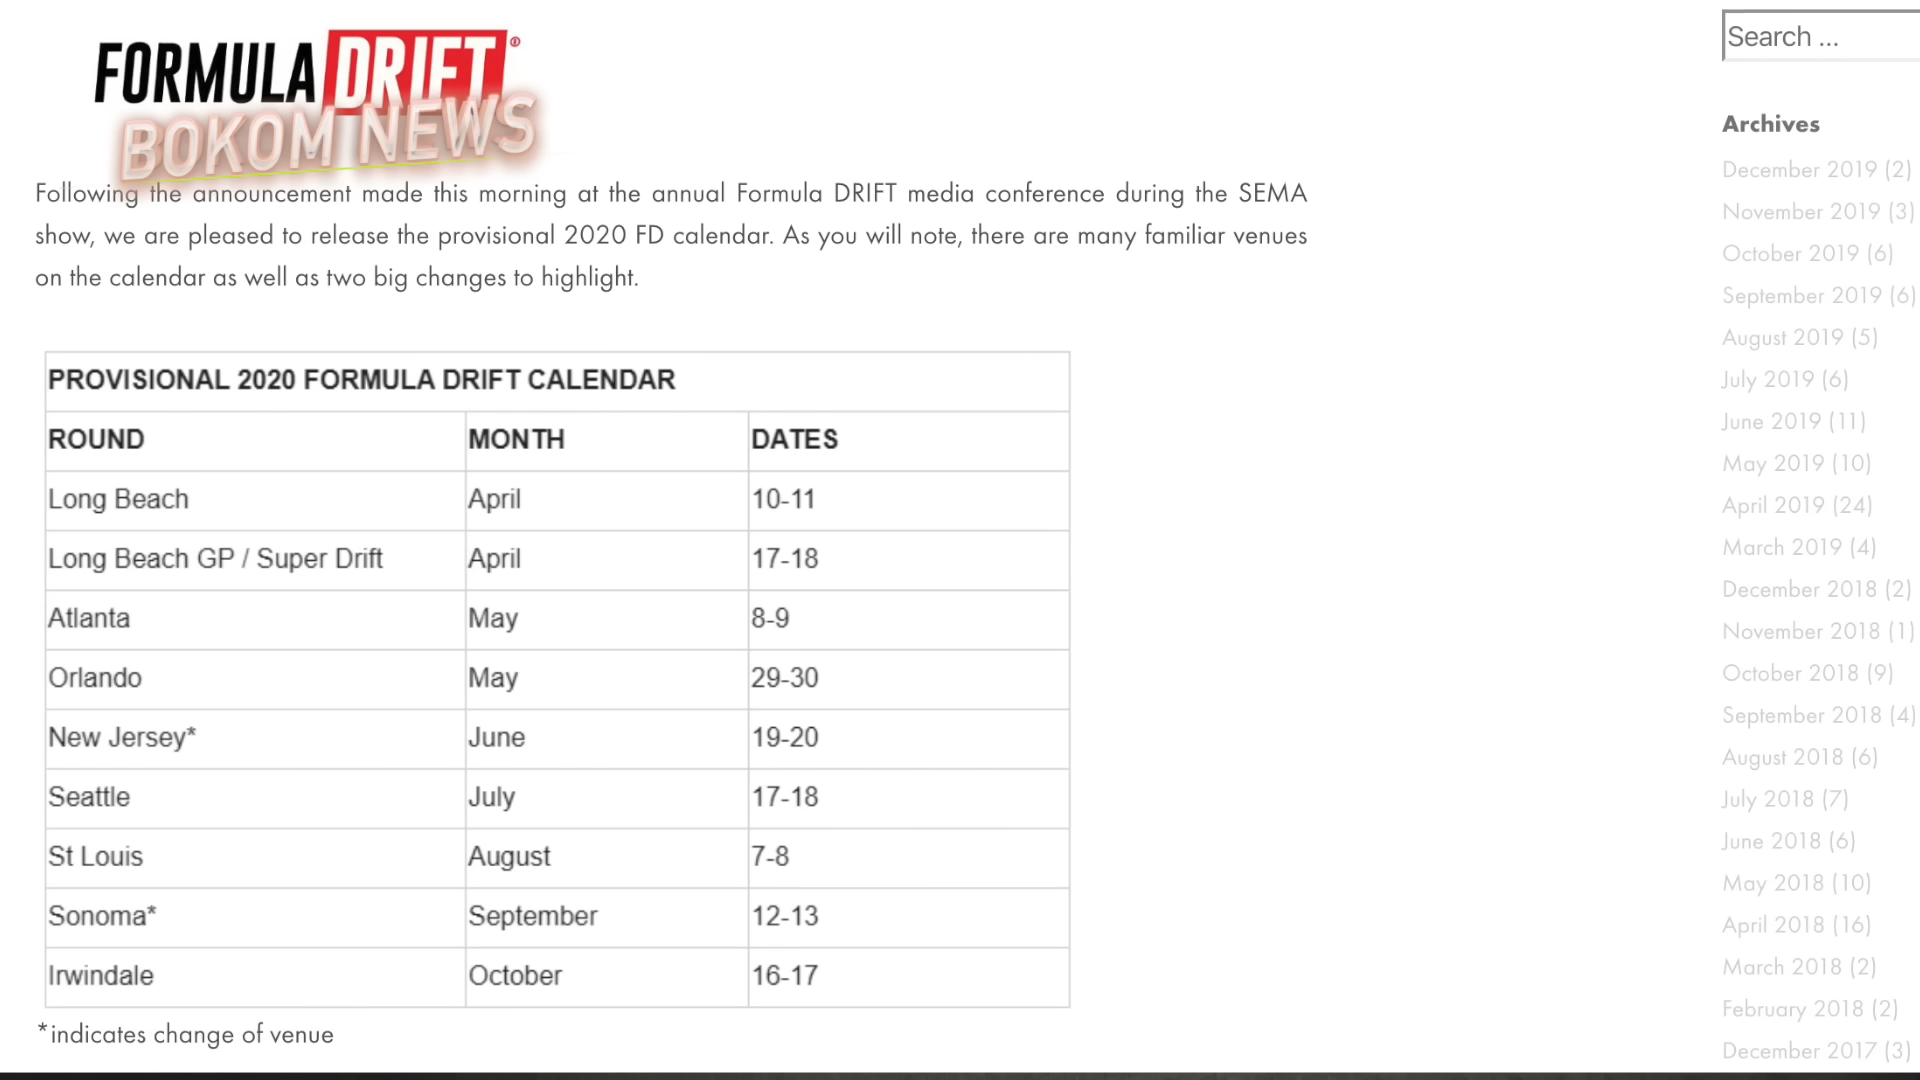 FORMULA DRIFT®
BOKOM NEWS
Following the announcement made this morning at the annual Formula DRIFT media conference during the SEMA
show, we are pleased to release the provisional 2020 FD calendar. As you will note, there are many familiar venues
on the calendar as well as two big changes to highlight.
PROVISIONAL 2020 FORMULA DRIFT CALENDAR
ROUND MONTH DATES
Long Beach April 10-11
Long Beach GP / Super Drift April 17-18
Atlanta May 8-9
Orlando May 29-30
New Jersey* June 19-20
Seattle July 17-18
St Louis August 7-8
Sonoma* September 12-13
Irwindale October 16-17
*indicates change of venue
Search ...
Archives
December 2019 (2)
November 2019 (3)
October 2019 (6)
September 2019 (6)
August 2019 (5)
July 2019 (6)
June 2019 (11)
May 2019 (10)
April 2019 (24)
March 2019 (4)
December 2018 (2)
November 2018 (1)
October 2018 (9)
September 2018 (4)
August 2018 (6)
July 2018 (7)
June 2018 (6)
May 2018 (10)
April 2018 (16)
March 2018 (2)
February 2018 (2)
December 2017 (3)